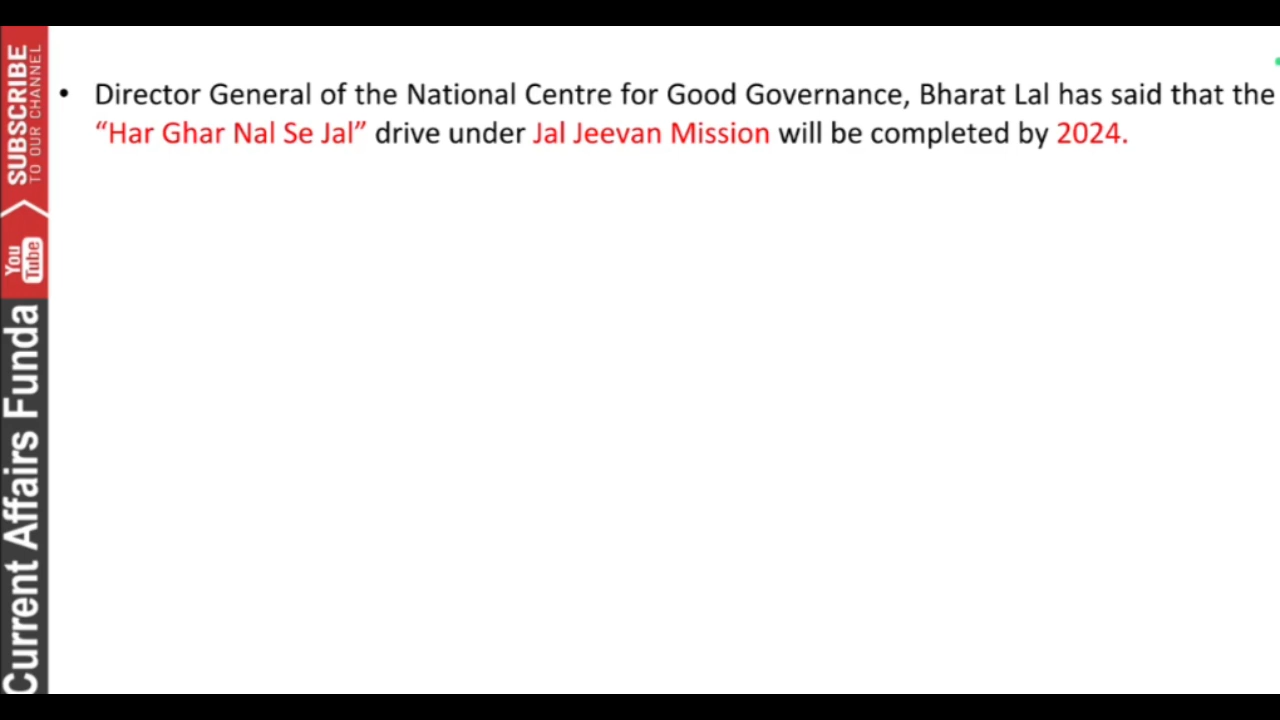 • Director General of the National Centre for Good Governance, Bharat Lal has said that the
“Har Ghar Nal Se Jal” drive under Jal Jeevan Mission will be completed by 2024.
SUBSCRIBE
TO OUR CHANNEL
You
Tube
Current Affairs Funda